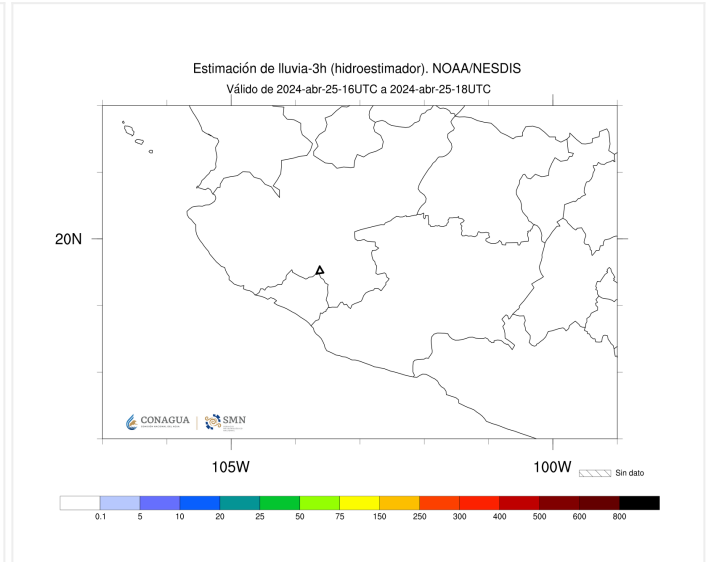 Estimación de lluvia-3h (hidroestimador). NOAA/NESDIS
Válido de 2024-abr-25-16UTC a 2024-abr-25-18UTC
20N
CONAGUA
SMN
105W
100W
Sin dato
0.1 5 10 20 25 50 75 150 250 300 400 500 600 800